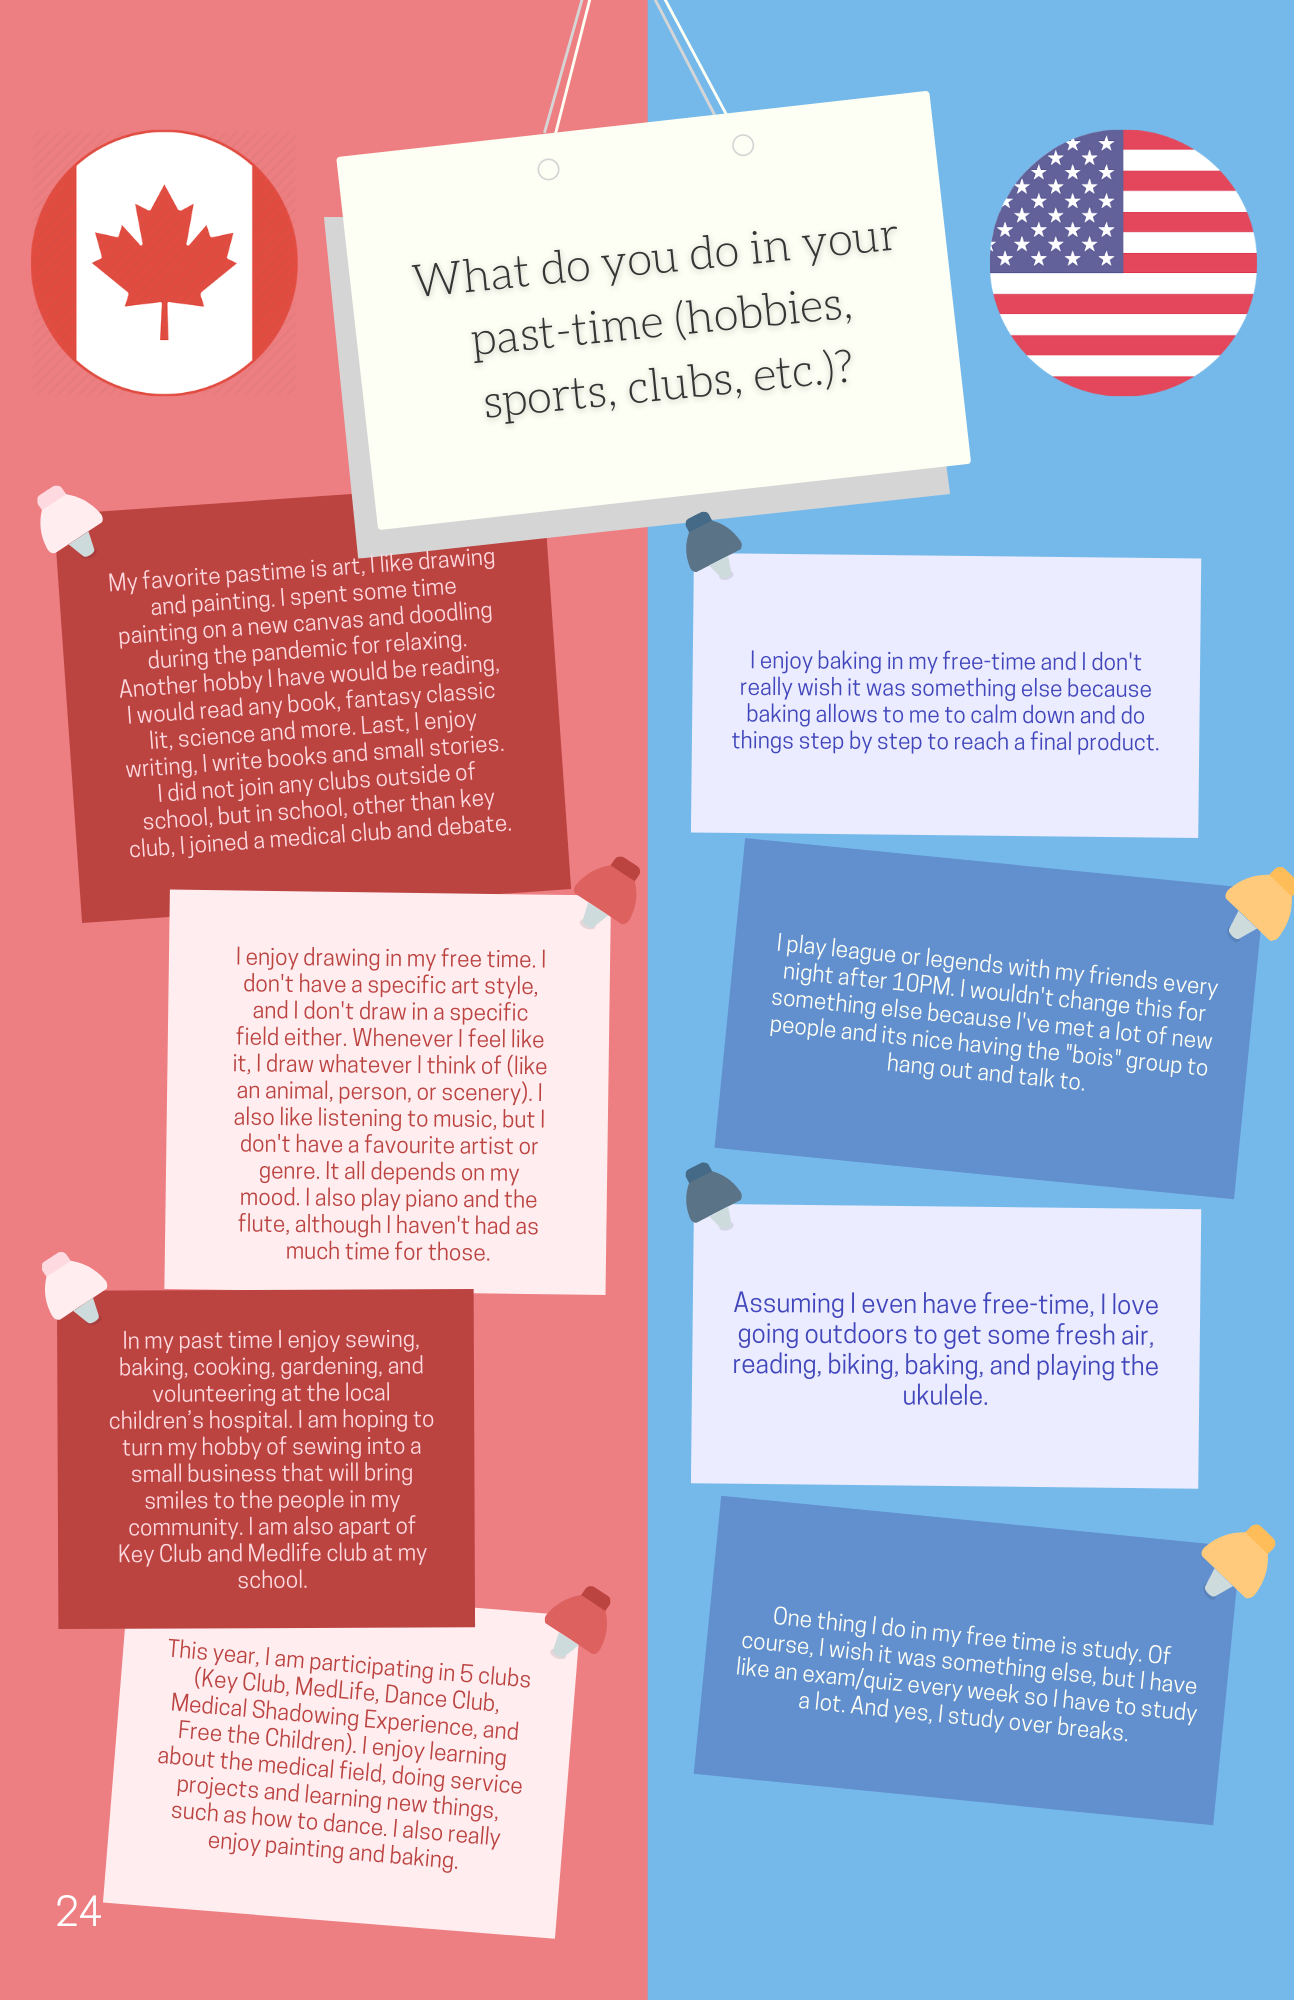 What do you do in your
past-time (hobbies,
sports, clubs, etc.)?
My favorite pastime is art, I like drawing
and painting. I spent some time
painting on a new canvas and doodling
during the pandemic for relaxing.
Another hobby I have would be reading,
I would read any book, fantasy classic
lit, science and more. Last, I enjoy
writing, I write books and small stories.
I did not join any clubs outside of
school, but in school, other than key
club, I joined a medical club and debate.
I enjoy drawing in my free time. I
don't have a specific art style,
and I don't draw in a specific
field either. Whenever I feel like
it, I draw whatever I think of (like
an animal, person, or scenery). I
also like listening to music, but I
don't have a favourite artist or
genre. It all depends on my
mood. I also play piano and the
flute, although I haven't had as
much time for those.
In my past time I enjoy sewing,
baking, cooking, gardening, and
volunteering at the local
children’s hospital. I am hoping to
turn my hobby of sewing into a
small business that will bring
smiles to the people in my
community. I am also apart of
Key Club and Medlife club at my
school.
This year, I am participating in 5 clubs
(Key Club, MedLife, Dance Club,
Medical Shadowing Experience, and
Free the Children). I enjoy learning
about the medical field, doing service
projects and learning new things,
such as how to dance. I also really
enjoy painting and baking.
I enjoy baking in my free-time and I don't
really wish it was something else because
baking allows to me to calm down and do
things step by step to reach a final product.
I play league or legends with my friends every
night after 10PM. I wouldn't change this for
something else because I've met a lot of new
people and its nice having the "bois" group to
hang out and talk to.
Assuming I even have free-time, I love
going outdoors to get some fresh air,
reading, biking, baking, and playing the
ukulele.
One thing I do in my free time is study. Of
course, I wish it was something else, but I have
like an exam/quiz every week so I have to study
a lot. And yes, I study over breaks.
24